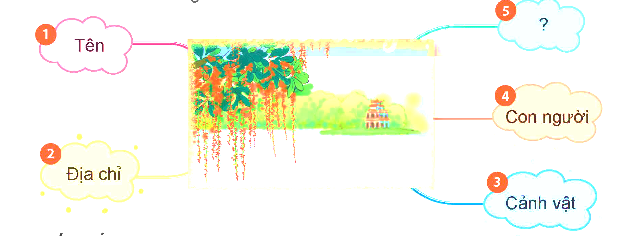 1 Tên
2 Địa chỉ
3 Cảnh vật
4 Con người
5 ?